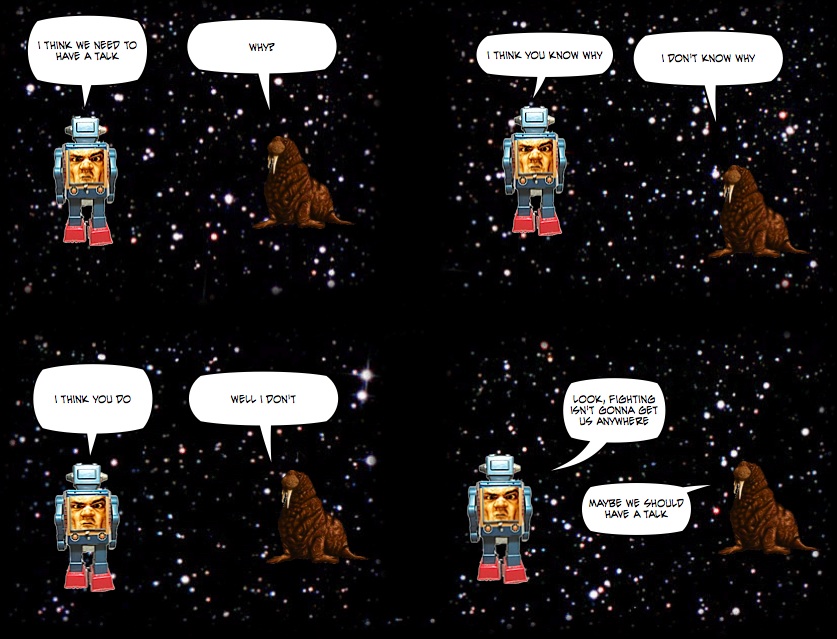 I THINK WE NEED TO
HAVE A TALK
WHY?
I THINK YOU KNOW WHY
I DON'T KNOW WHY
I THINK YOU DO
WELL I DON'T
LOOK, FIGHTING
ISN'T GONNA GET
US ANYWHERE
MAYBE WE SHOULD
HAVE A TALK